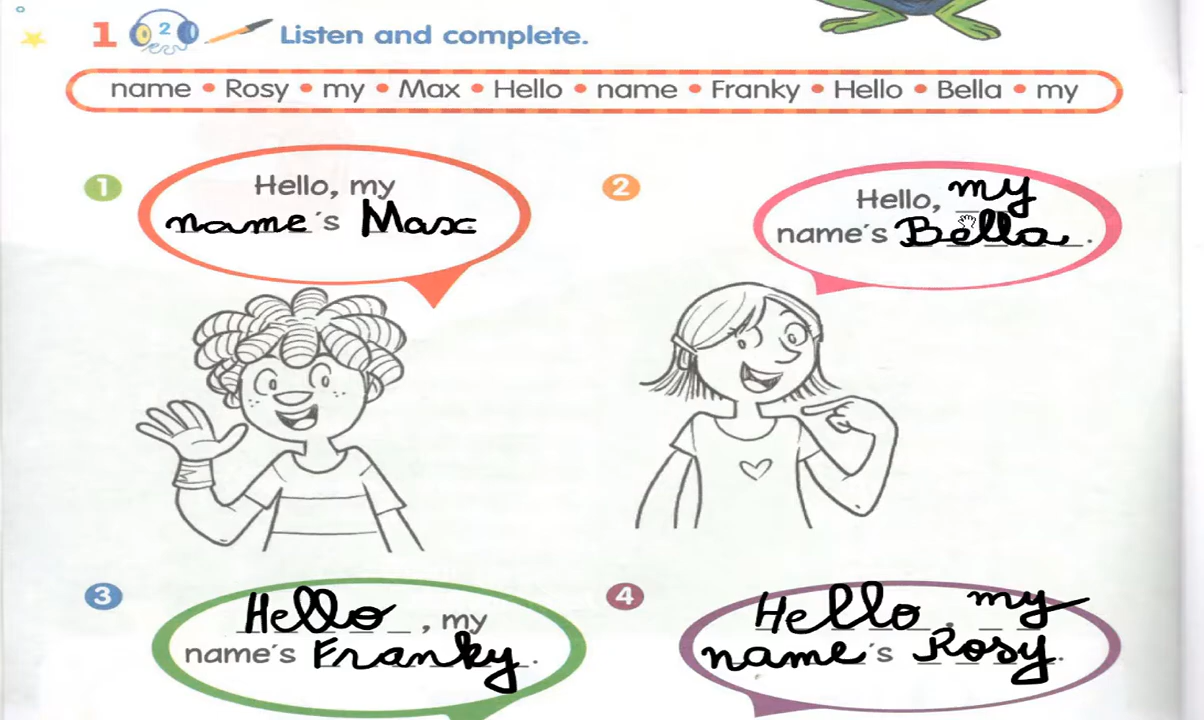 1 2 Listen and complete.
name • Rosy • my • Max • Hello • name • Franky • Hello • Bella • my
1
Hello, my
name's Max
2
Hello, my
name's Bella.
3
Hello, my
name's Franky.
4
Hello, my
name's Rosy.